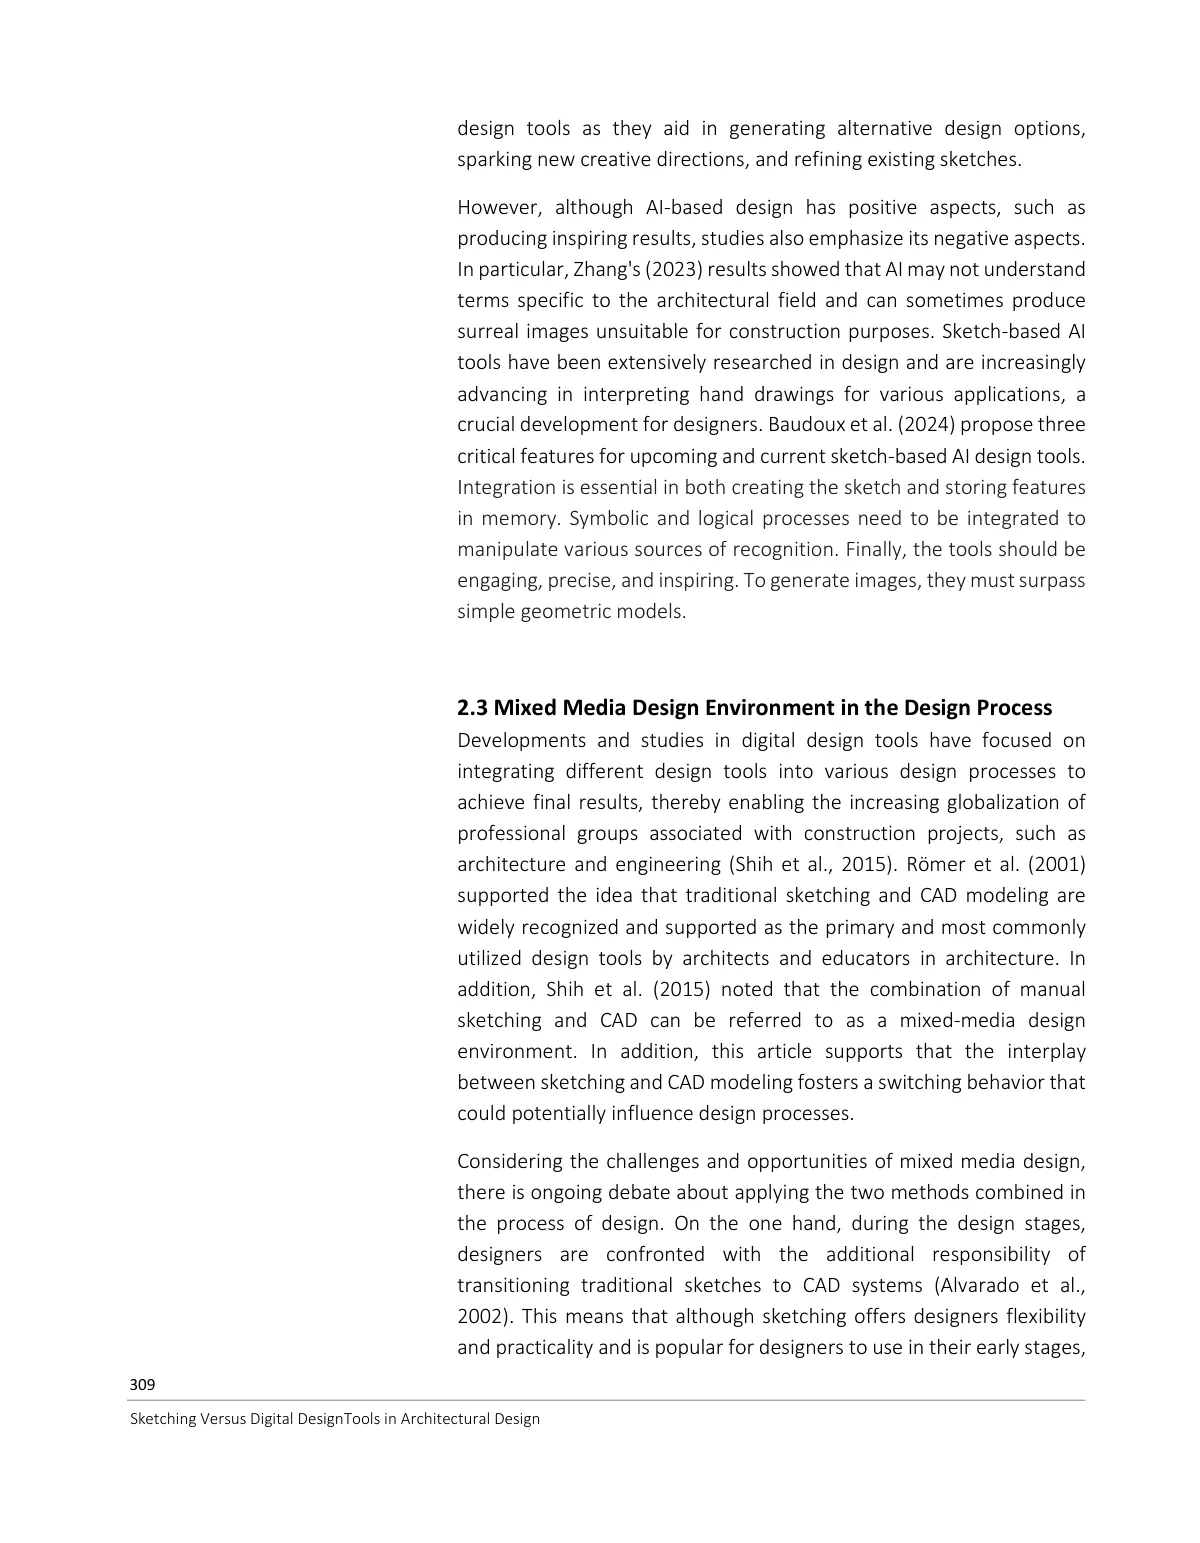 design tools as they aid in generating alternative design options,
sparking new creative directions, and refining existing sketches.
However, although AI-based design has positive aspects, such as
producing inspiring results, studies also emphasize its negative aspects.
In particular, Zhang's (2023) results showed that AI may not understand
terms specific to the architectural field and can sometimes produce
surreal images unsuitable for construction purposes. Sketch-based AI
tools have been extensively researched in design and are increasingly
advancing in interpreting hand drawings for various applications, a
crucial development for designers. Baudoux et al. (2024) propose three
critical features for upcoming and current sketch-based AI design tools.
Integration is essential in both creating the sketch and storing features
in memory. Symbolic and logical processes need to be integrated to
manipulate various sources of recognition. Finally, the tools should be
engaging, precise, and inspiring. To generate images, they must surpass
simple geometric models.
2.3 Mixed Media Design Environment in the Design Process
Developments and studies in digital design tools have focused on
integrating different design tools into various design processes to
achieve final results, thereby enabling the increasing globalization of
professional groups associated with construction projects, such as
architecture and engineering (Shih et al., 2015). Römer et al. (2001)
supported the idea that traditional sketching and CAD modeling are
widely recognized and supported as the primary and most commonly
utilized design tools by architects and educators in architecture. In
addition, Shih et al. (2015) noted that the combination of manual
sketching and CAD can be referred to as a mixed-media design
environment. In addition, this article supports that the interplay
between sketching and CAD modeling fosters a switching behavior that
could potentially influence design processes.
Considering the challenges and opportunities of mixed media design,
there is ongoing debate about applying the two methods combined in
the process of design. On the one hand, during the design stages,
designers are confronted with the additional responsibility of
transitioning traditional sketches to CAD systems (Alvarado et al.,
2002). This means that although sketching offers designers flexibility
and practicality and is popular for designers to use in their early stages,
309
Sketching Versus Digital DesignTools in Architectural Design